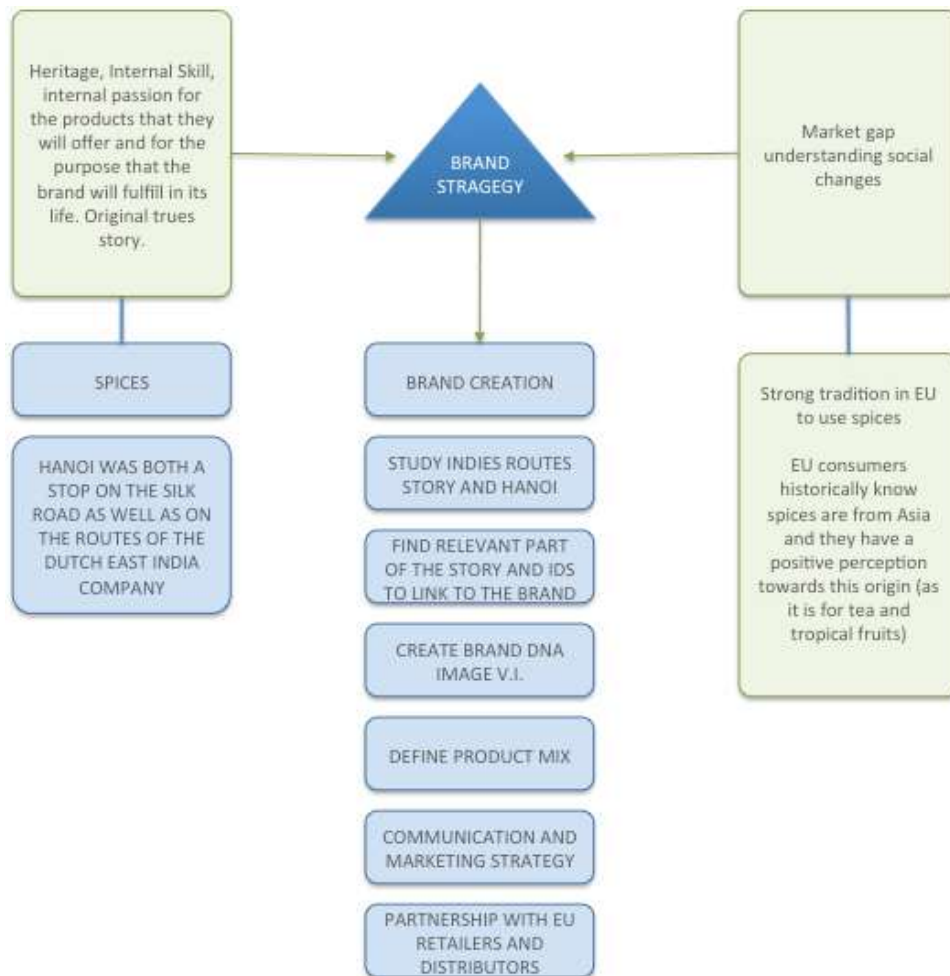 Heritage, Internal Skill,
internal passion for
the products that they
will offer and for the
purpose that the
brand will fulfill in its
life. Original trues
story.
BRAND
STRAGEGY
Market gap
understanding social
changes
SPICES
HANOI WAS BOTH A
STOP ON THE SILK
ROAD AS WELL AS ON
THE ROUTES OF THE
DUTCH EAST INDIA
COMPANY
BRAND CREATION
STUDY INDIES ROUTES
STORY AND HANOI
FIND RELEVANT PART
OF THE STORY AND IDS
TO LINK TO THE BRAND
CREATE BRAND DNA
IMAGE V.I.
DEFINE PRODUCT MIX
COMMUNICATION AND
MARKETING STRATEGY
PARTNERSHIP WITH EU
RETAILERS AND
DISTRIBUTORS
Strong tradition in EU
to use spices
EU consumers
historically know
spices are from Asia
and they have a
positive perception
towards this origin (as
it is for tea and
tropical fruits)